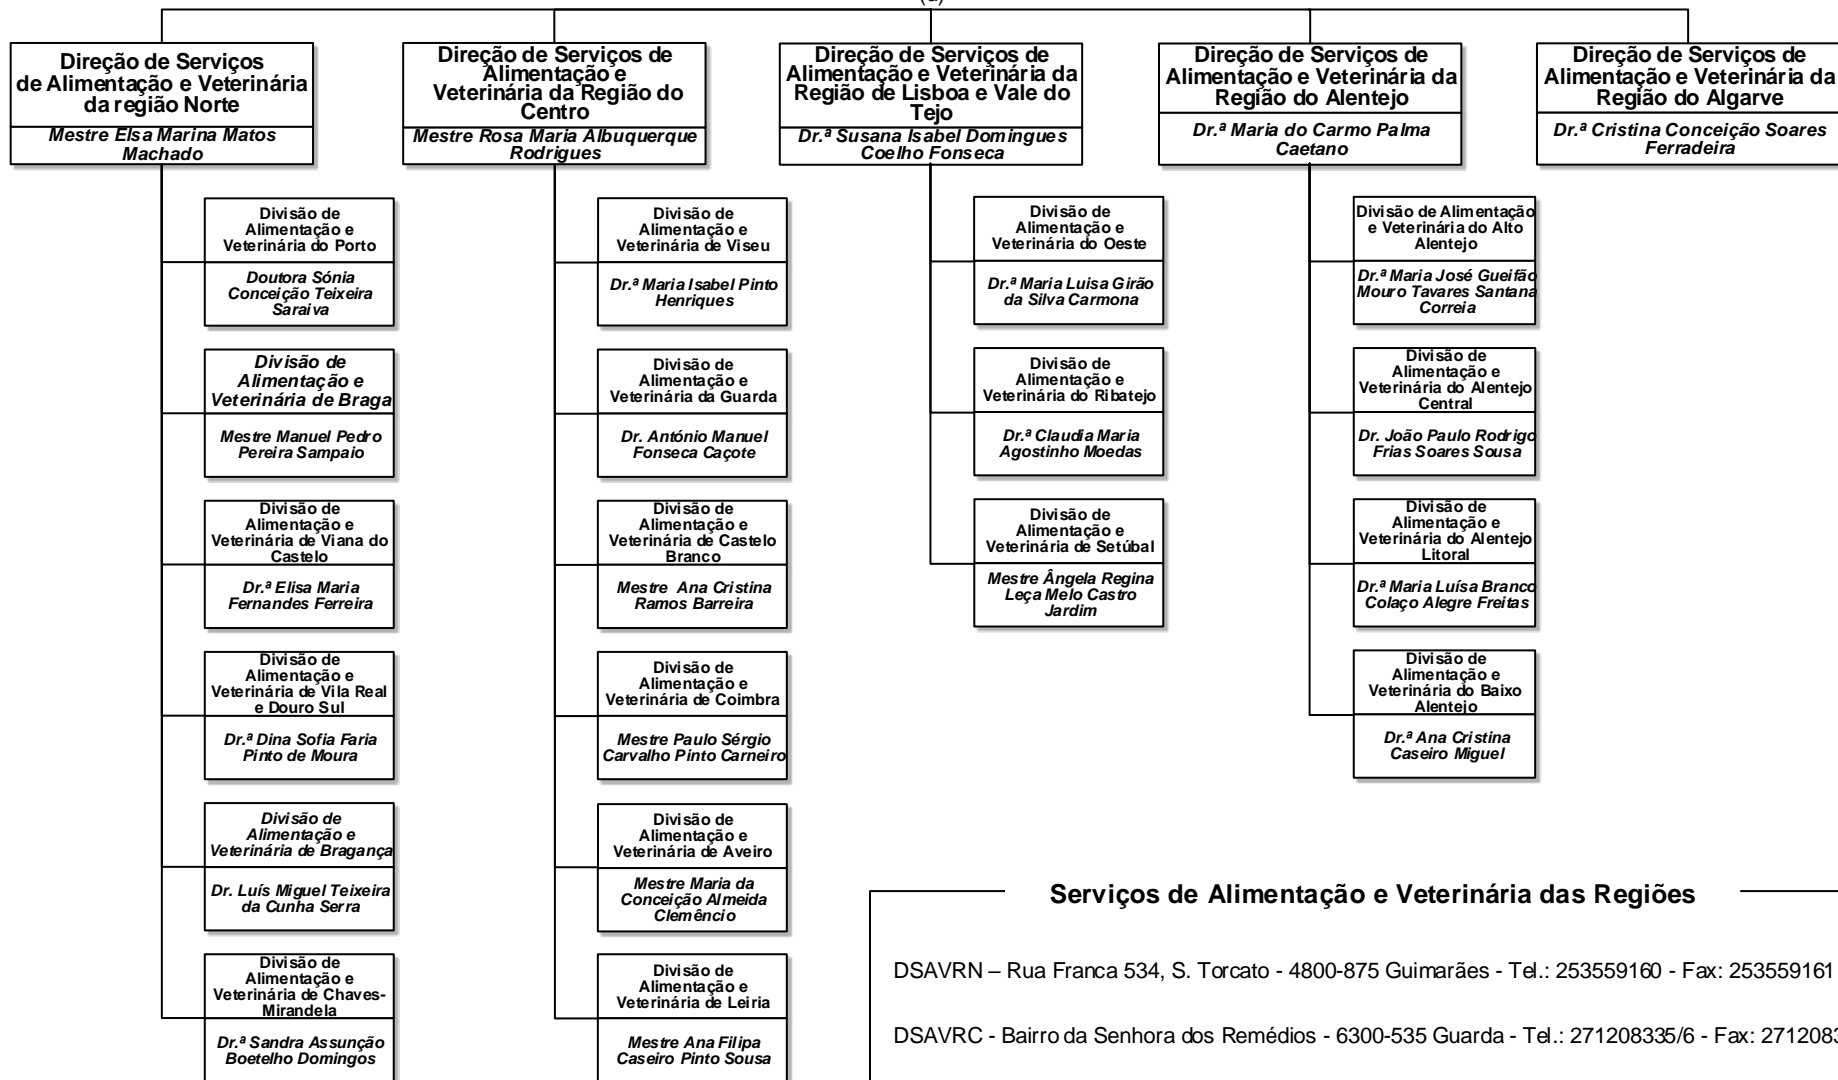 (a)
Direção de Serviços
de Alimentação e Veterinária
da região Norte
Mestre Elsa Marina Matos
Machado
Direção de Serviços de
Alimentação e
Veterinária da Região do
Centro
Mestre Rosa Maria Albuquerque
Rodrigues
Direção de Serviços de
Alimentação e Veterinária da
Região de Lisboa e Vale do
Tejo
Dr.ª Susana Isabel Domingues
Coelho Fonseca
Direção de Serviços de
Alimentação e Veterinária da
Região do Alentejo
Dr.ª Maria do Carmo Palma
Caetano
Direção de Serviços de
Alimentação e Veterinária da
Região do Algarve
Dr.ª Cristina Conceição Soares
Ferradeira
Divisão de
Alimentação e
Veterinária do Porto
Doutora Sónia
Conceição Teixeira
Saraiva
Divisão de
Alimentação e
Veterinária de Braga
Mestre Manuel Pedro
Pereira Sampaio
Divisão de
Alimentação e
Veterinária de Viana do
Castelo
Dr.ª Elisa Maria
Fernandes Ferreira
Divisão de
Alimentação e
Veterinária de Vila Real
e Douro Sul
Dr.ª Dina Sofia Faria
Pinto de Moura
Divisão de
Alimentação e
Veterinária de Bragança
Dr. Luís Miguel Teixeira
da Cunha Serra
Divisão de
Alimentação e
Veterinária de Chaves-
Mirandela
Dr.ª Sandra Assunção
Boetelho Domingos
Divisão de
Alimentação e
Veterinária de Viseu
Dr.ª Maria Isabel Pinto
Henriques
Divisão de
Alimentação e
Veterinária da Guarda
Dr. António Manuel
Fonseca Caçote
Divisão de
Alimentação e
Veterinária de Castelo
Branco
Mestre Ana Cristina
Ramos Barreira
Divisão de
Alimentação e
Veterinária de Coimbra
Mestre Paulo Sérgio
Carvalho Pinto Carneiro
Divisão de
Alimentação e
Veterinária de Aveiro
Mestre Maria da
Conceição Almeida
Clemêncio
Divisão de
Alimentação e
Veterinária de Leiria
Mestre Ana Filipa
Caseiro Pinto Sousa
Divisão de
Alimentação e
Veterinária do Oeste
Dr.ª Maria Luisa Girão
da Silva Carmona
Divisão de
Alimentação e
Veterinária do Ribatejo
Dr.ª Claudia Maria
Agostinho Moedas
Divisão de
Alimentação e
Veterinária de Setúbal
Mestre Ângela Regina
Leça Melo Castro
Jardim
Divisão de Alimentação
e Veterinária do Alto
Alentejo
Dr.ª Maria José Gueifão
Mouro Tavares Santana
Correia
Divisão de
Alimentação e
Veterinária do Alentejo
Central
Dr. João Paulo Rodrigo
Frias Soares Sousa
Divisão de
Alimentação e
Veterinária do Alentejo
Litoral
Dr.ª Maria Luísa Branco
Colaço Alegre Freitas
Divisão de
Alimentação e
Veterinária do Baixo
Alentejo
Dr.ª Ana Cristina
Caseiro Miguel
Serviços de Alimentação e Veterinária das Regiões
DSAVRN – Rua Franca 534, S. Torcato - 4800-875 Guimarães - Tel.: 253559160 - Fax: 253559161
DSAVRC - Bairro da Senhora dos Remédios - 6300-535 Guarda - Tel.: 271208335/6 - Fax: